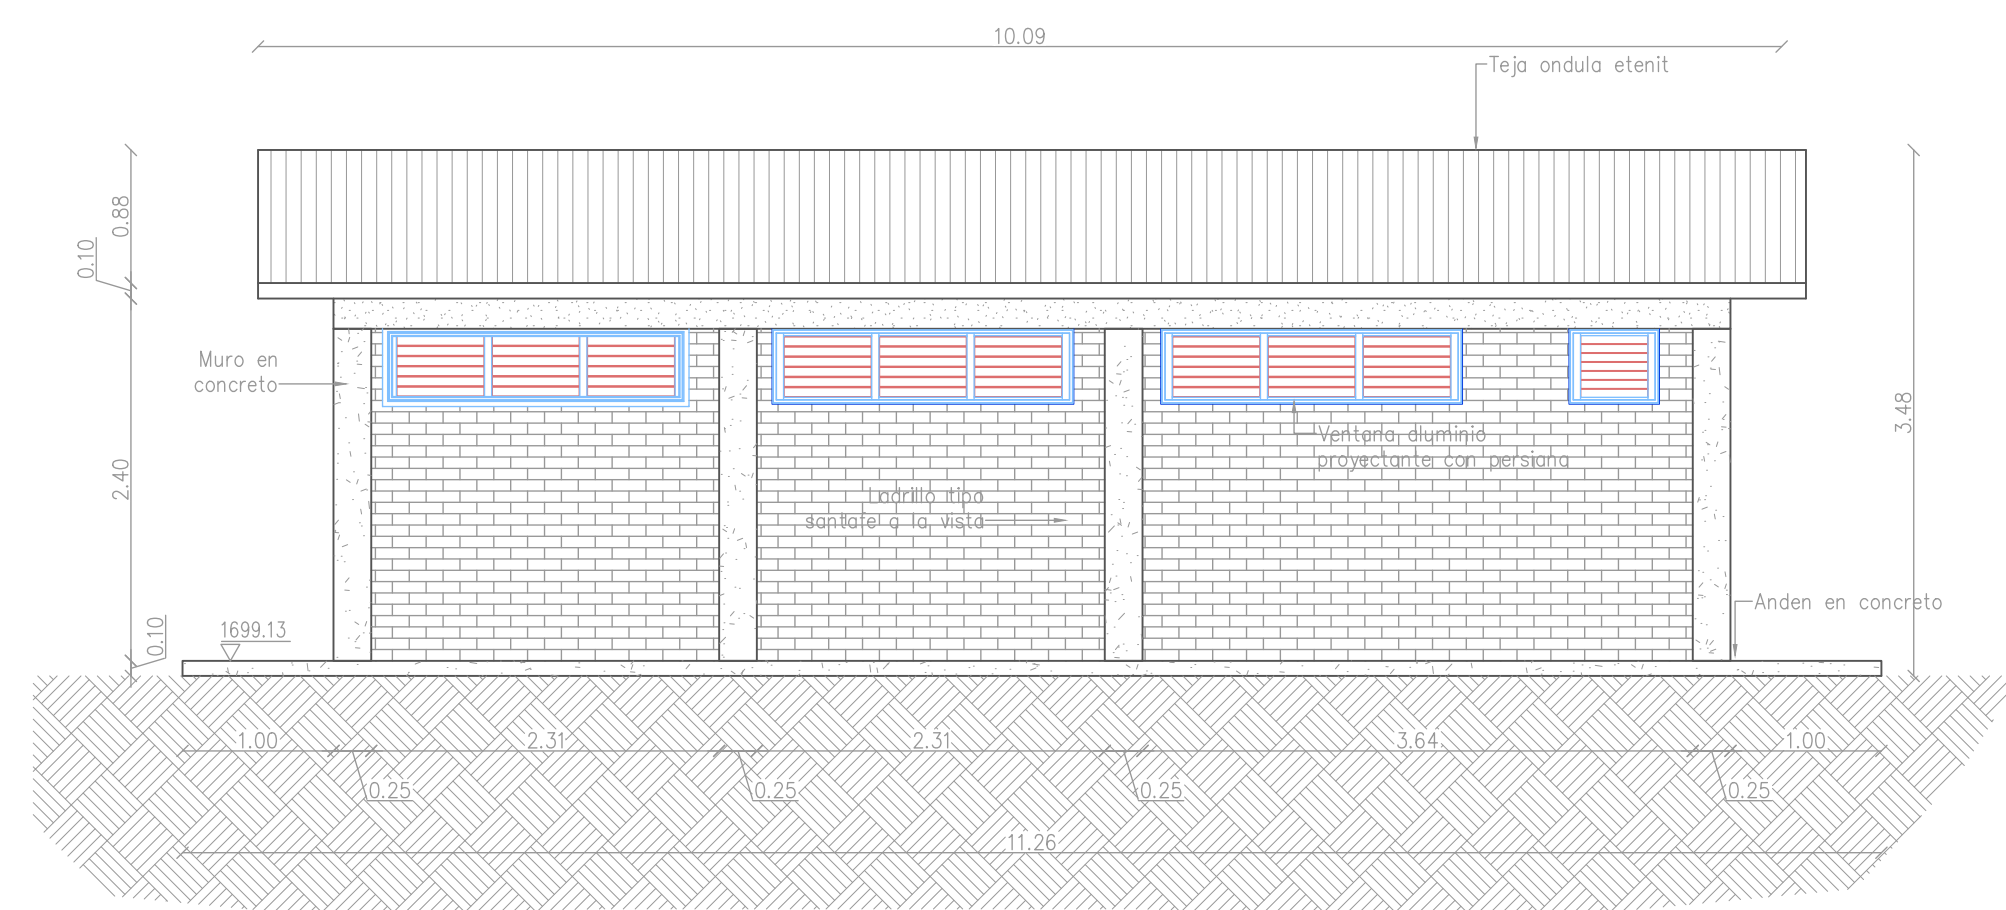 10.09
Teja ondula etenit
0.88
0.10
Muro en
concreto
3.48
Ventana aluminio
proyectante con persiana
2.40
Ladrillo tipo
santafe a la vista
Anden en concreto
0.10
1699.13
1.00
2.31
2.31
3.64
1.00
0.25
0.25
0.25
0.25
11.26